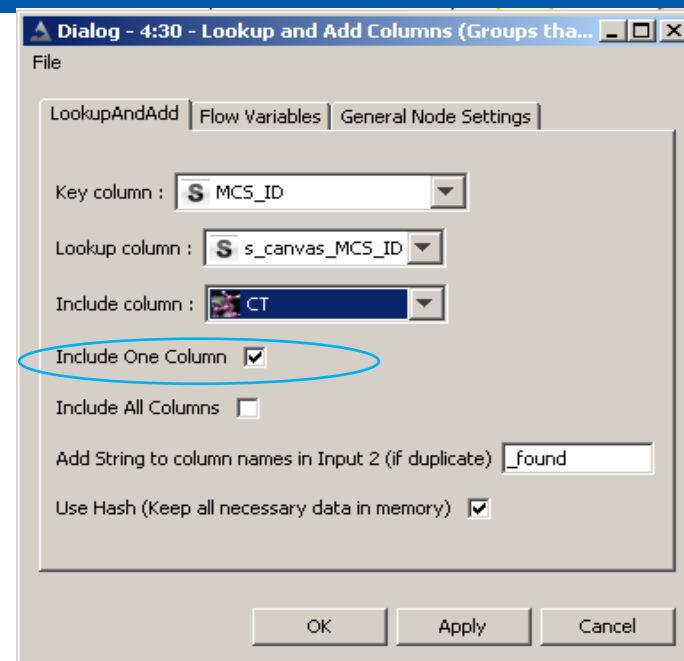 Dialog - 4:30 - Lookup and Add Columns (Groups tha...
File
LookupAndAdd Flow Variables General Node Settings
Key column : S MCS_ID
Lookup column : S s_canvas_MCS_ID
Include column : CT
Include One Column
Include All Columns
Add String to column names in Input 2 (if duplicate) _found
Use Hash (Keep all necessary data in memory)
OK Apply Cancel